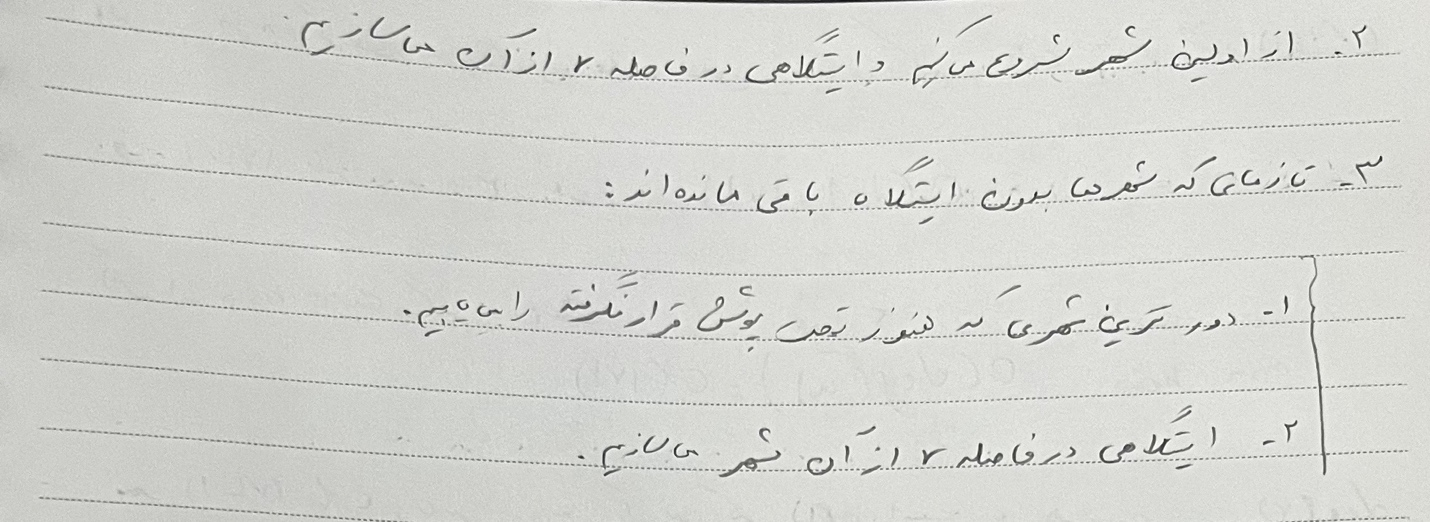 ۲- از اولین شهر شروع می‌کنیم و ایستگاهی در فاصله r از آن می‌سازیم.
۳- تا زمانی که شهرها بدون ایستگاه باقی مانده‌اند:
۱- دورترین شهری که هنوز تحت پوشش قرار نگرفته را می‌یابیم.
۲- ایستگاهی در فاصله r از آن شهر می‌سازیم.